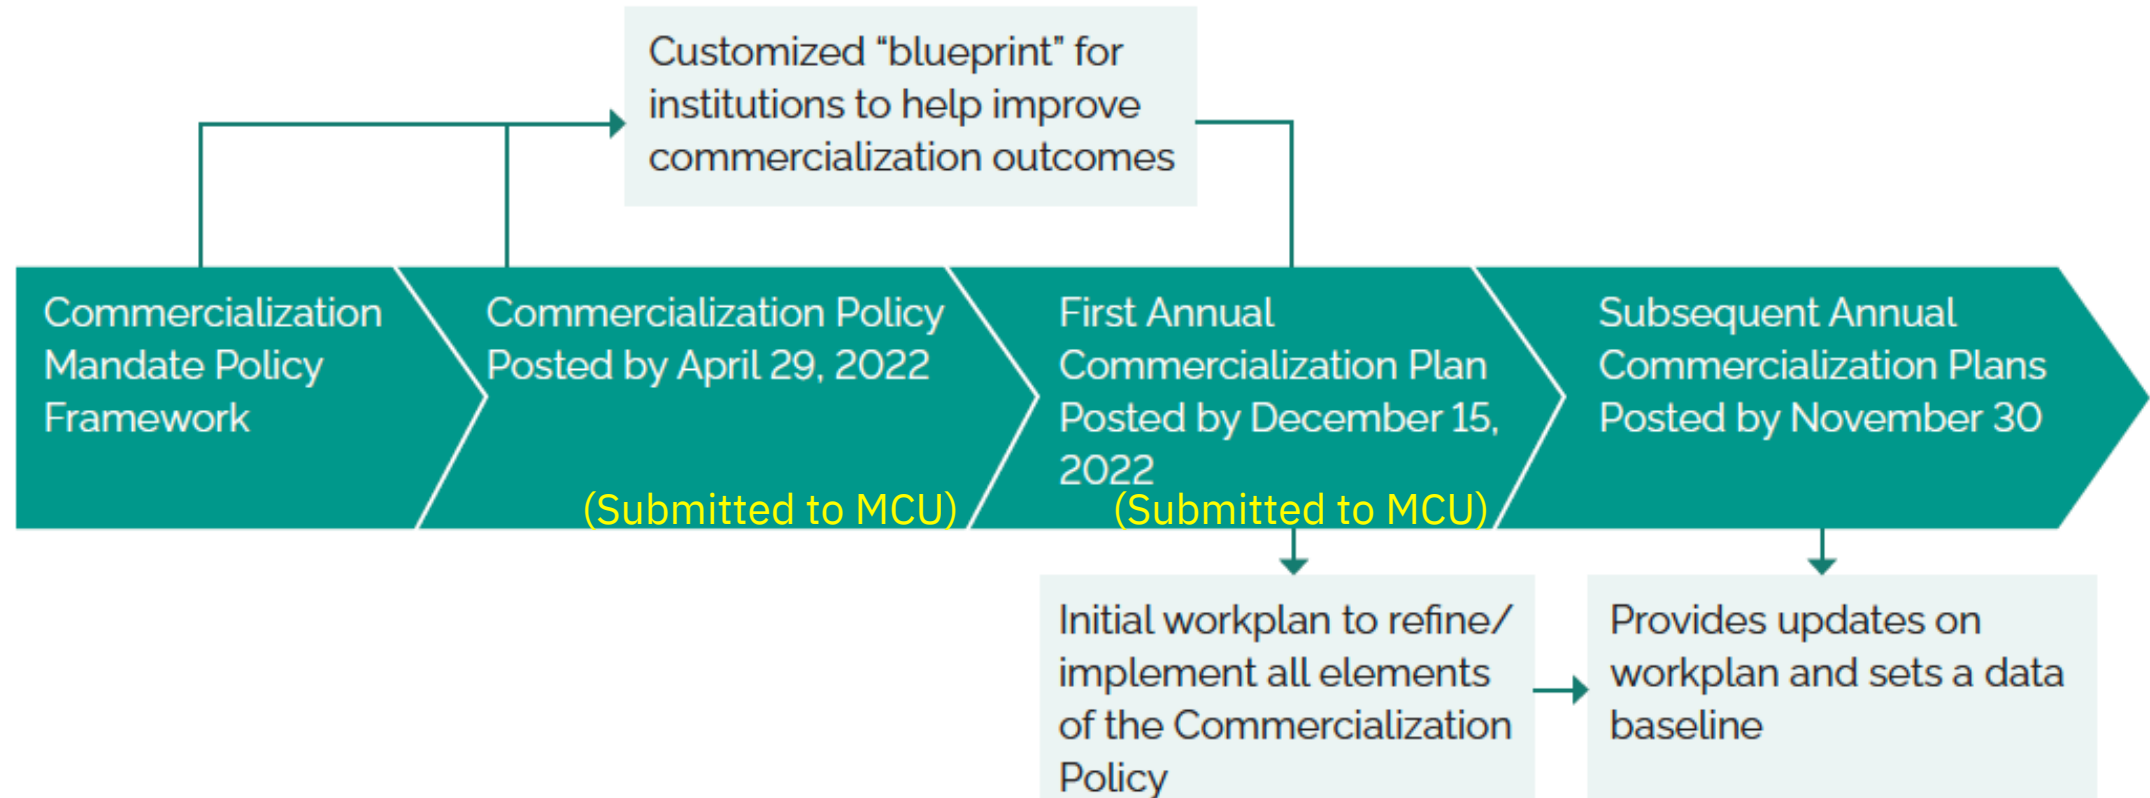 Customized “blueprint” for
institutions to help improve
commercialization outcomes
Commercialization
Mandate Policy
Framework
Commercialization Policy
Posted by April 29, 2022
(Submitted to MCU)
First Annual
Commercialization Plan
Posted by December 15,
2022
(Submitted to MCU)
Subsequent Annual
Commercialization Plans
Posted by November 30
Initial workplan to refine/
implement all elements
of the Commercialization
Policy
Provides updates on
workplan and sets a data
baseline